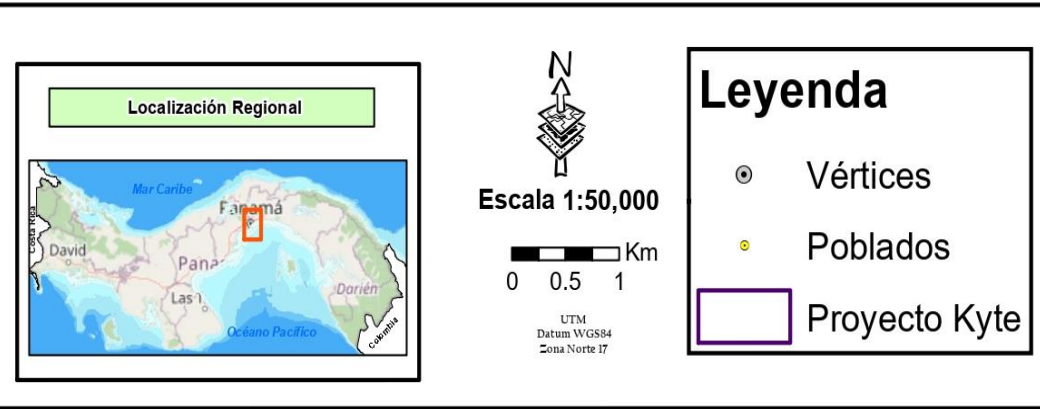 Localización Regional
Mar Caribe
Panamá
Costa Rica
David
Pana
Las
Darién
Océano Pacífico
Colombia
N
Escala 1:50,000
Km
0 0.5 1
UTM
Datum WGS84
Zona Norte 17
Leyenda
Vértices
Poblados
Proyecto Kyte